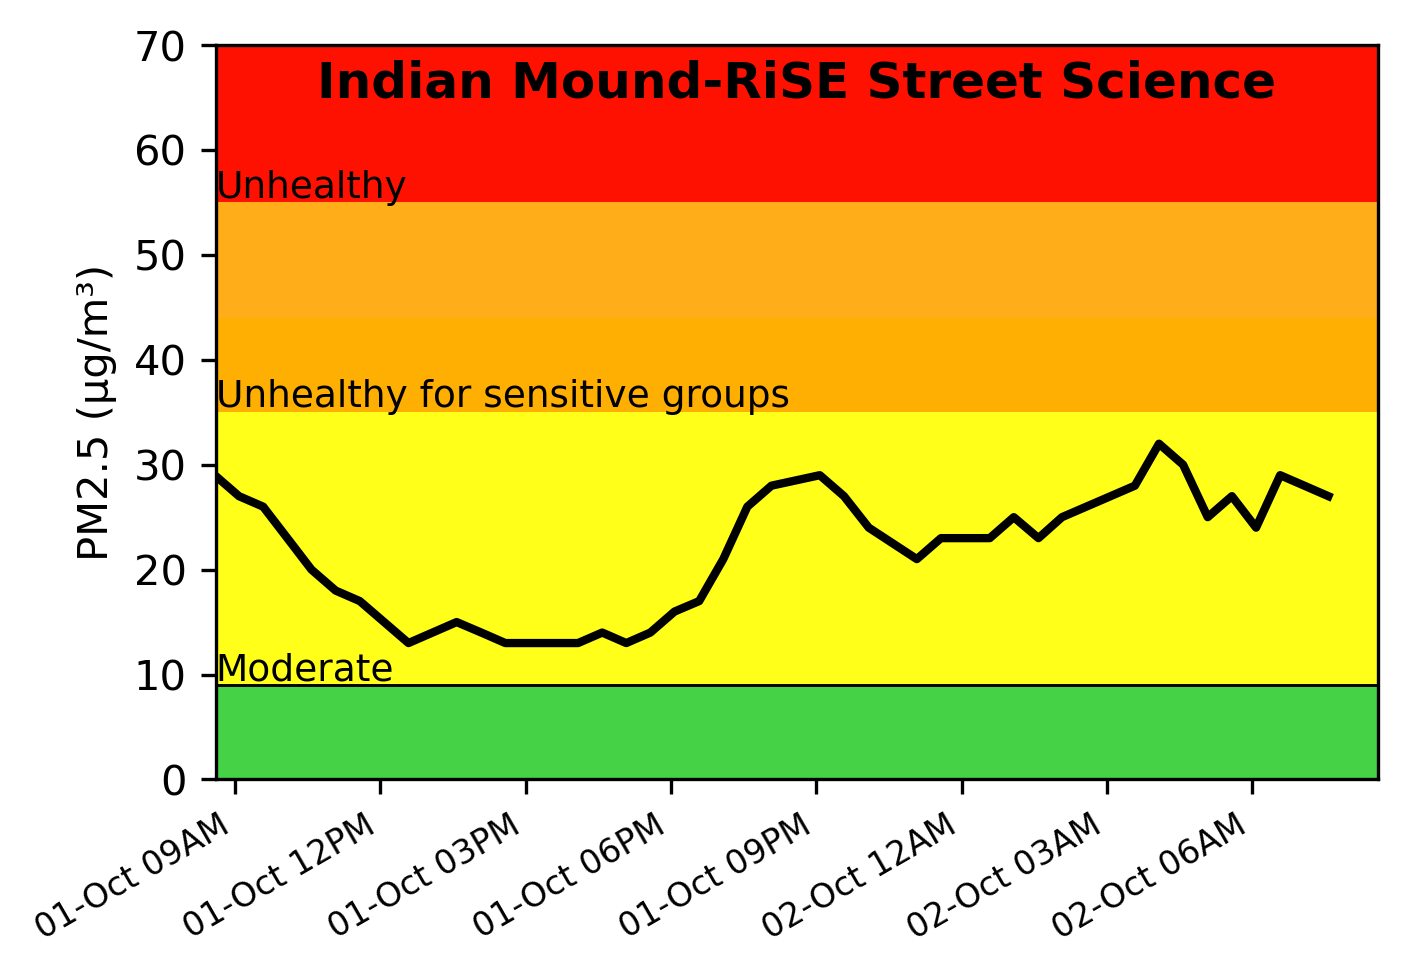 Indian Mound-RiSE Street Science
70
60
50
40
30
20
10
0
PM2.5 (µg/m³)
Unhealthy
Unhealthy for sensitive groups
Moderate
01-Oct 09AM
01-Oct 12PM
01-Oct 03PM
01-Oct 06PM
01-Oct 09PM
02-Oct 12AM
02-Oct 03AM
02-Oct 06AM